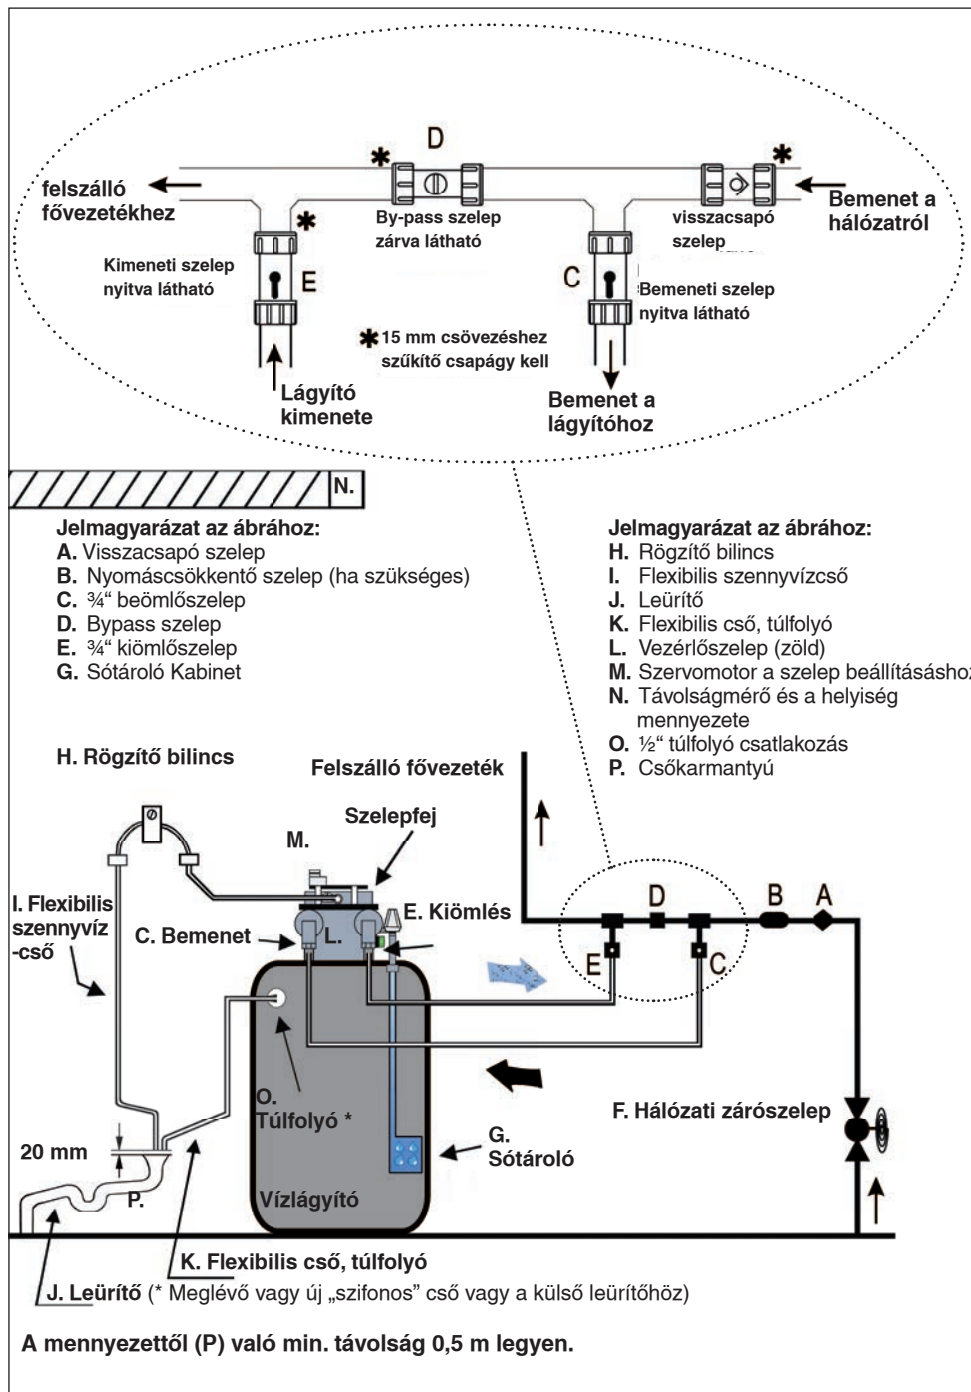 D
felszálló
fővezetékhez
By-pass szelep
zárva látható
visszacsapó
szelep
Bemenet a
hálózatról
Kimeneti szelep
nyitva látható
E
C
Bemeneti szelep
nyitva látható
✱ 15 mm csövezéshez
szűkítő csapágy kell
Lágyító
kimenete
Bemenet a
lágyítóhoz
N.
Jelmagyarázat az ábrához:
A. Visszacsapó szelep
B. Nyomáscsökkentő szelep (ha szükséges)
C. ¾“ beömlőszelep
D. Bypass szelep
E. ¾“ kiömlőszelep
G. Sótároló Kabinet
Jelmagyarázat az ábrához:
H. Rögzítő bilincs
I. Flexibilis szennyvízcső
J. Leürítő
K. Flexibilis cső, túlfolyó
L. Vezérlőszelep (zöld)
M. Szervomotor a szelep beállításáshoz
N. Távolságmérő és a helyiség
mennyezete
O. ½“ túlfolyó csatlakozás
P. Csőkarmantyú
H. Rögzítő bilincs
Felszálló fővezeték
Szelepfej
M.
I. Flexibilis
szennyvíz
-cső
C. Bemenet
L.
E. Kiömlés
D
B
A
E
C
O.
Túlfolyó *
F. Hálózati zárószelep
G.
Sótároló
20 mm
P.
Vízlágyító
K. Flexibilis cső, túlfolyó
J. Leürítő (* Meglévő vagy új „szifonos” cső vagy a külső leürítőhöz)
A mennyezettől (P) való min. távolság 0,5 m legyen.